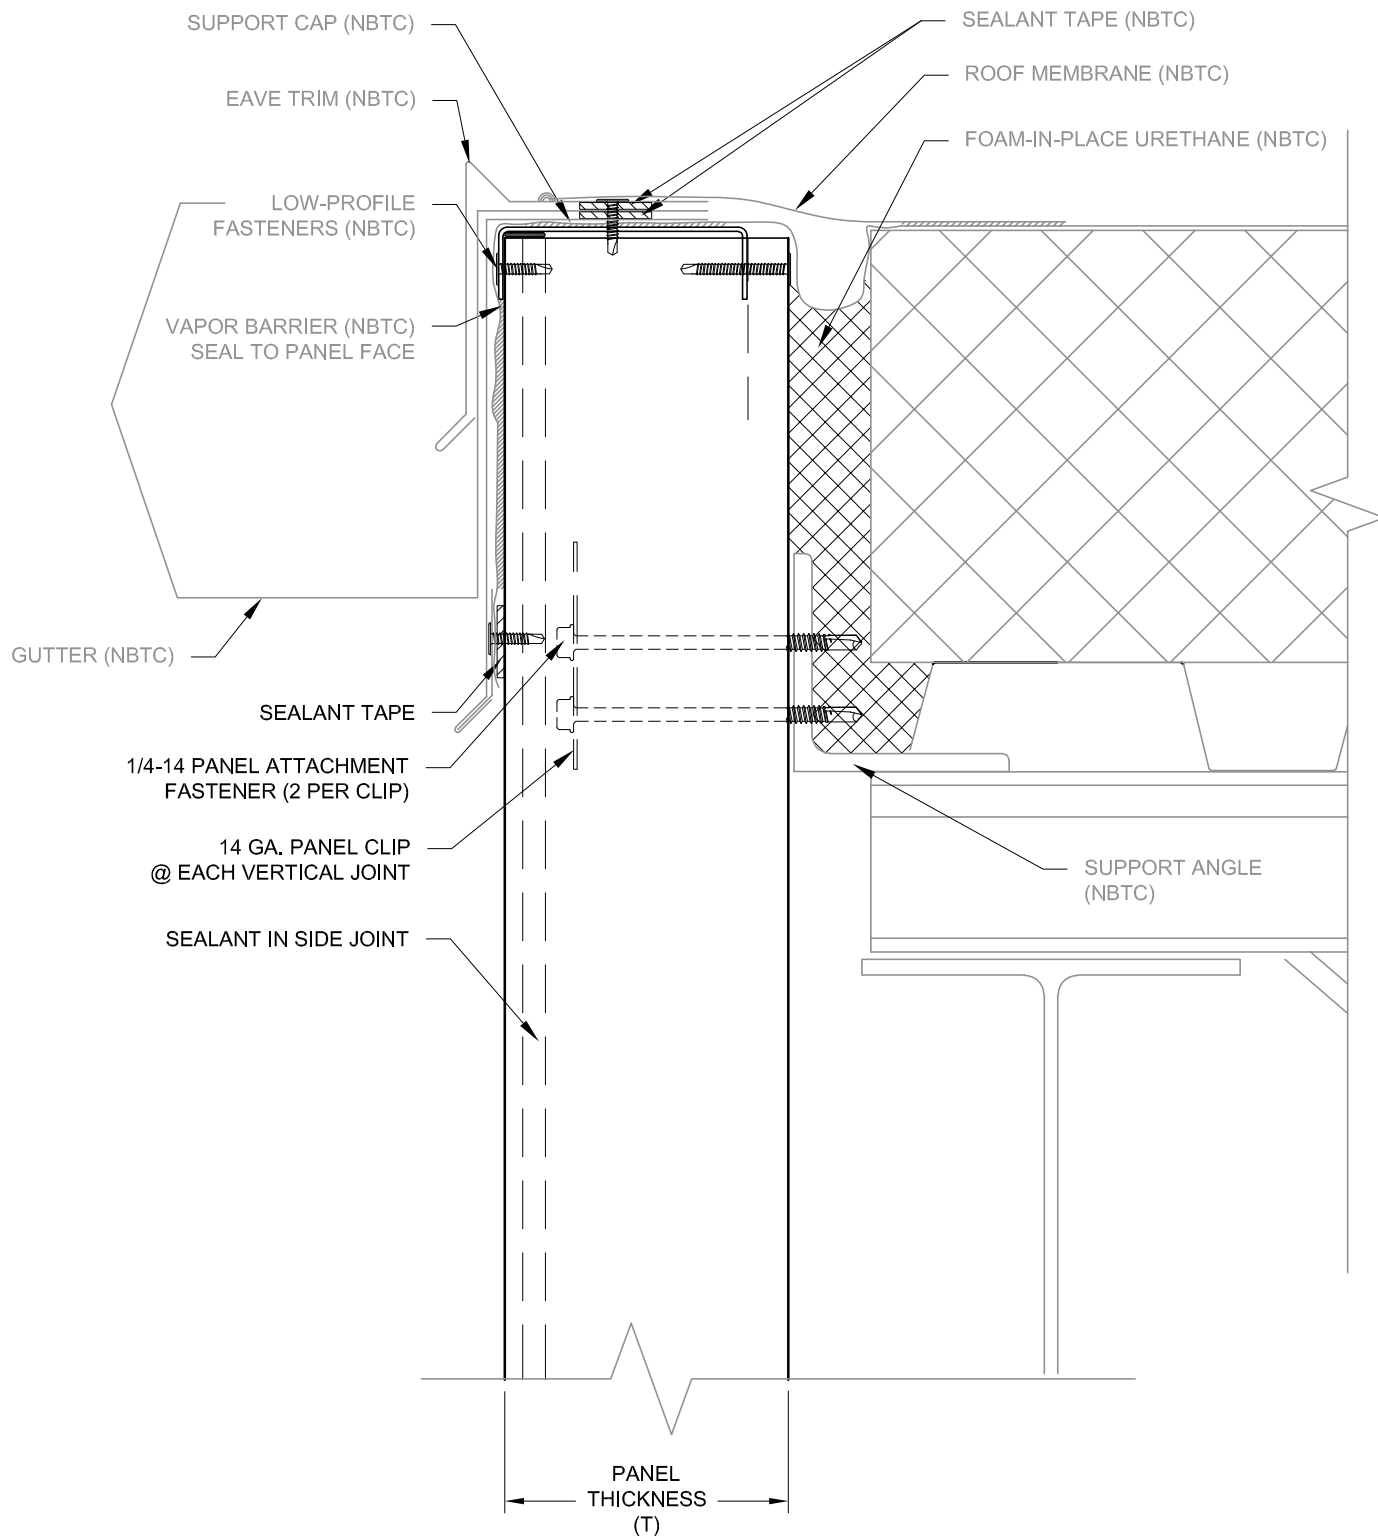 SUPPORT CAP (NBTC)
SEALANT TAPE (NBTC)
EAVE TRIM (NBTC)
ROOF MEMBRANE (NBTC)
FOAM-IN-PLACE URETHANE (NBTC)
LOW-PROFILE
FASTENERS (NBTC)
VAPOR BARRIER (NBTC)
SEAL TO PANEL FACE
GUTTER (NBTC)
SEALANT TAPE
1/4-14 PANEL ATTACHMENT
FASTENER (2 PER CLIP)
14 GA. PANEL CLIP
@ EACH VERTICAL JOINT
SUPPORT ANGLE
(NBTC)
SEALANT IN SIDE JOINT
PANEL
THICKNESS
(T)